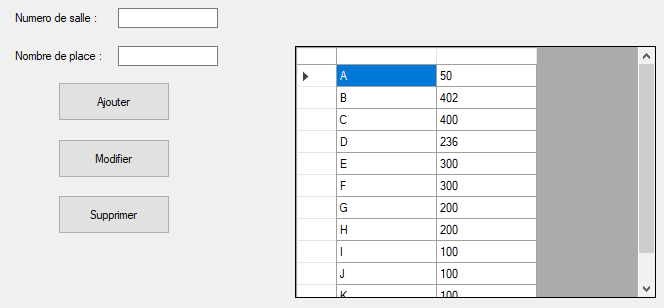 Numero de salle :
Nombre de place :
Ajouter
Modifier
Supprimer
A 50
B 402
C 400
D 236
E 300
F 300
G 200
H 200
I 100
J 100
K 100